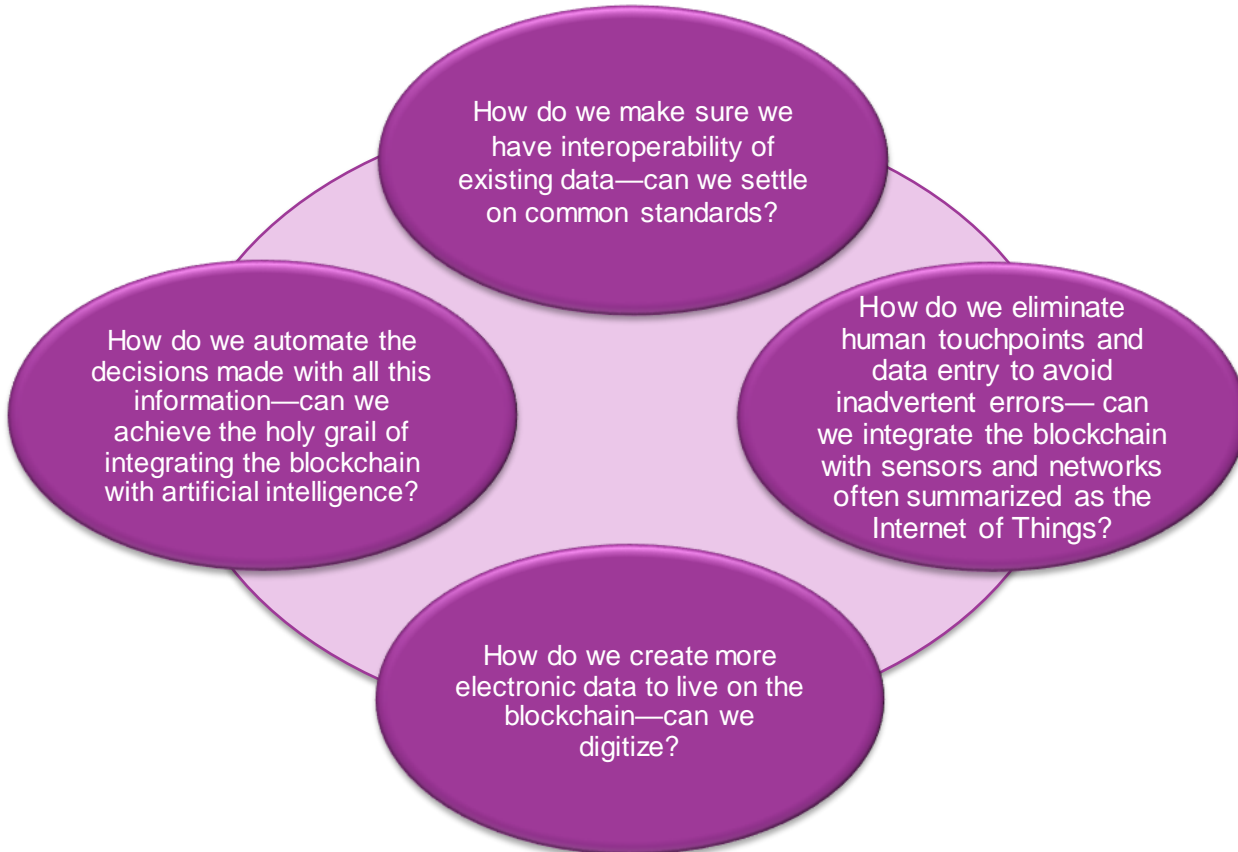 How do we make sure we
have interoperability of
existing data—can we settle
on common standards?
How do we automate the
decisions made with all this
information—can we
achieve the holy grail of
integrating the blockchain
with artificial intelligence?
How do we eliminate
human touchpoints and
data entry to avoid
inadvertent errors— can
we integrate the blockchain
with sensors and networks
often summarized as the
Internet of Things?
How do we create more
electronic data to live on the
blockchain—can we
digitize?